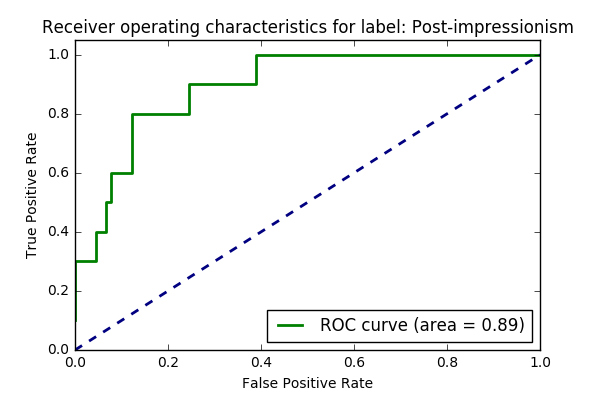 Receiver operating characteristics for label: Post-impressionism
1.0
0.8
0.6
0.4
0.2
0.0
True Positive Rate
0.0 0.2 0.4 0.6 0.8 1.0
False Positive Rate
ROC curve (area = 0.89)